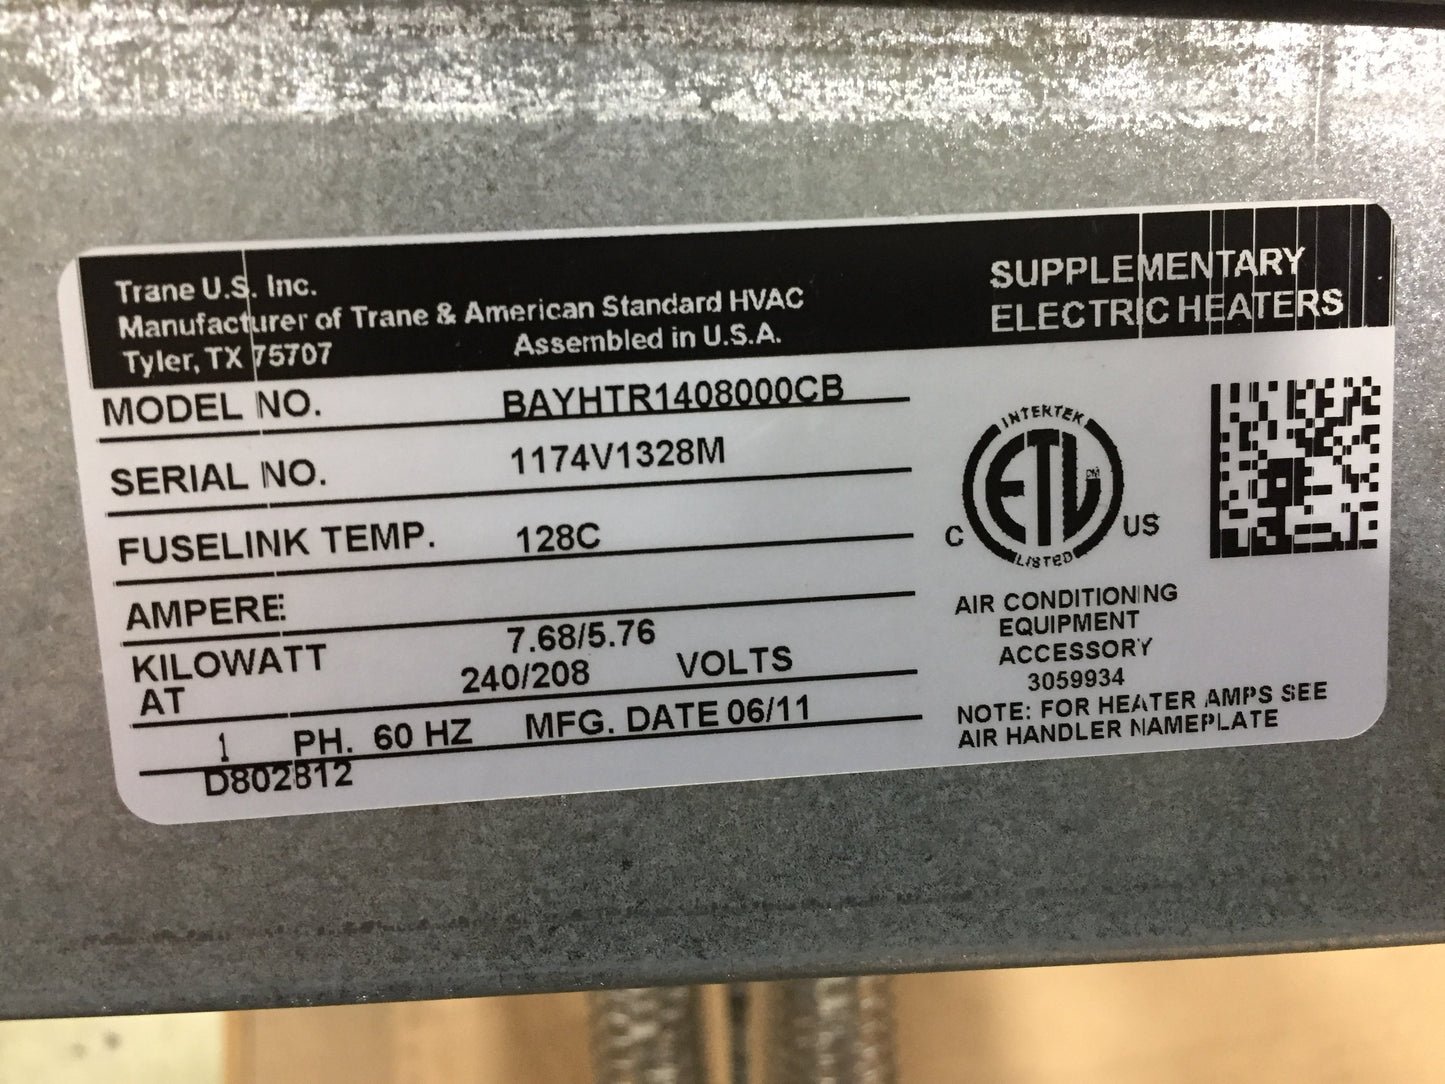 Trane U.S. Inc.
Manufacturer of Trane & American Standard HVAC
Tyler, TX 75707
Assembled in U.S.A.
SUPPLEMENTARY
ELECTRIC HEATERS
MODEL NO. BAYHTR1408000CB
SERIAL NO. 1174V1328M
FUSELINK TEMP. 128C
AMPERE
KILOWATT 7.68/5.76
AT 240/208 VOLTS
1 PH. 60 HZ MFG. DATE 06/11
D802812
INTERTEK
ETL
SM
LISTED
C US
AIR CONDITIONING
EQUIPMENT
ACCESSORY
3059934
NOTE: FOR HEATER AMPS SEE
AIR HANDLER NAMEPLATE